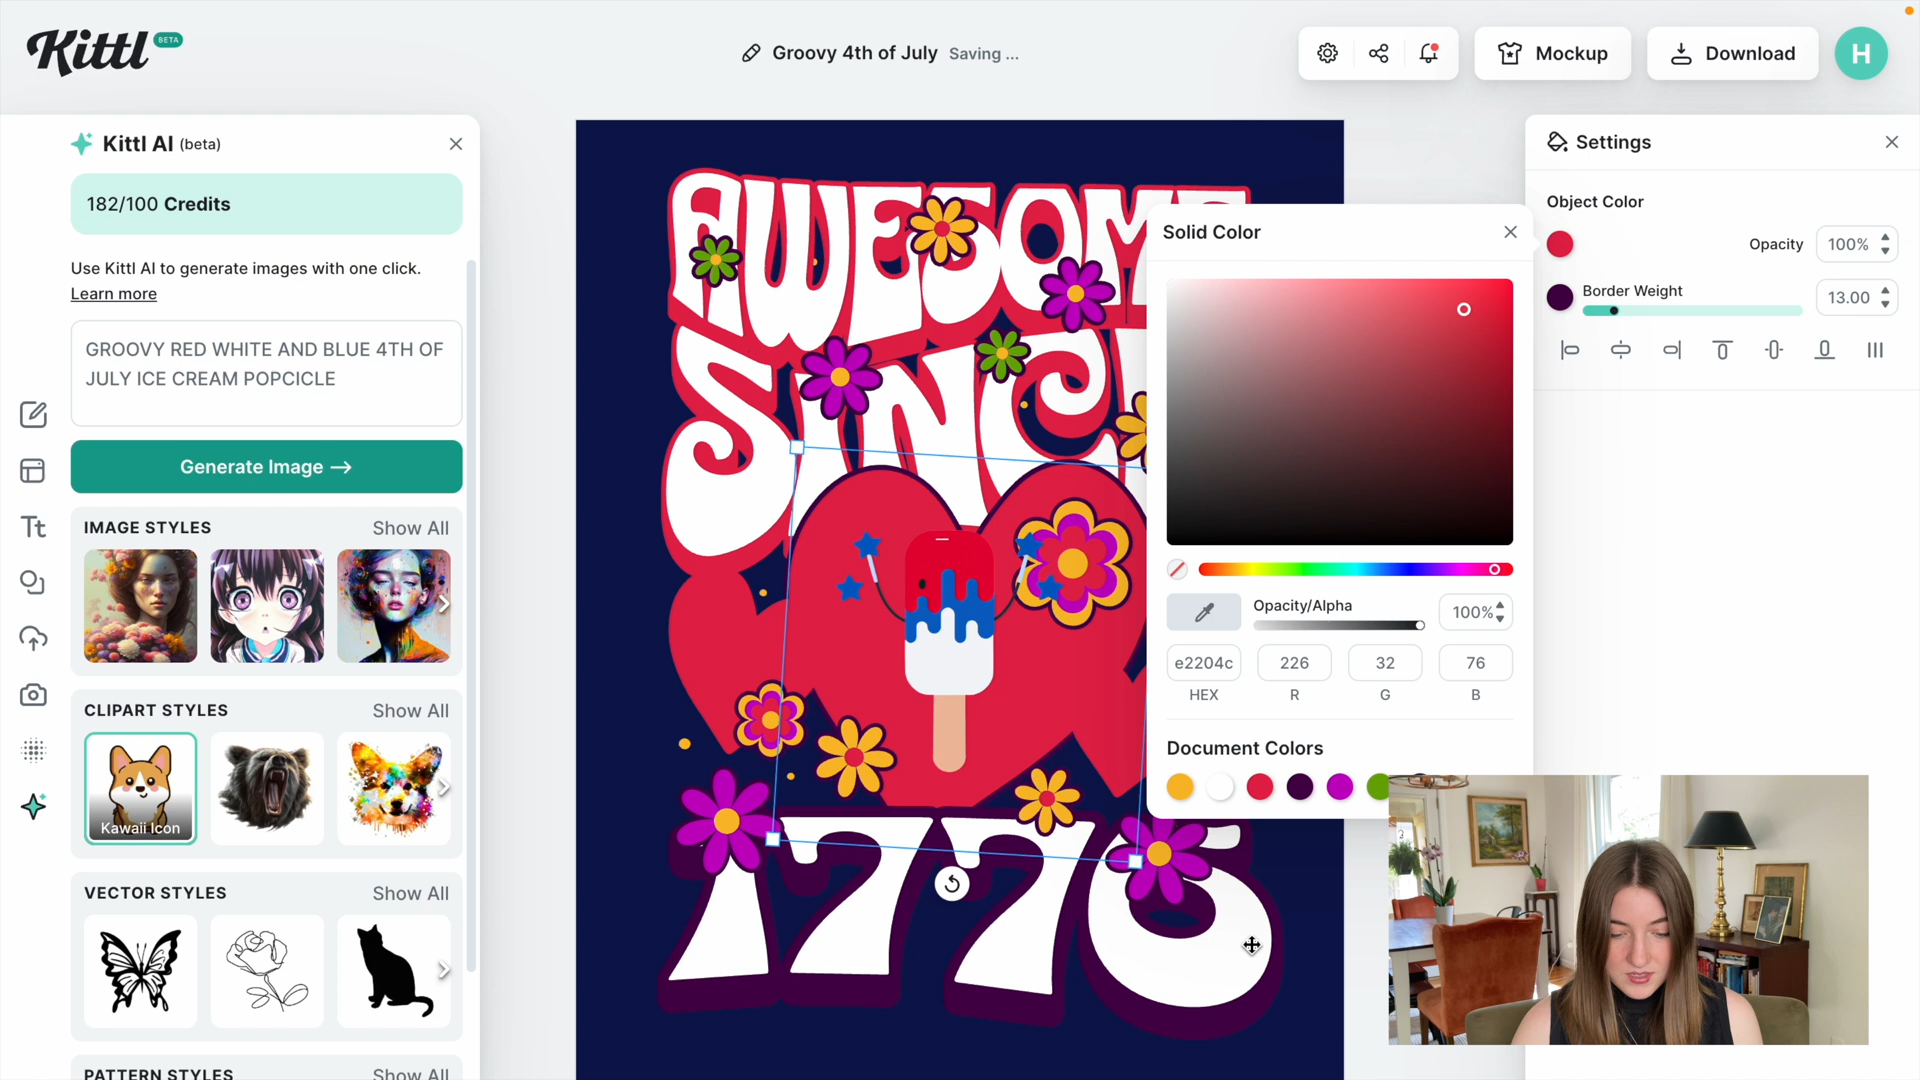 Kittl BETA
Groovy 4th of July Saving ...
Mockup
Download
H
Kittl AI (beta)
182/100 Credits
Use Kittl AI to generate images with one click.
Learn more
GROOVY RED WHITE AND BLUE 4TH OF
JULY ICE CREAM POPCICLE
Generate Image
IMAGE STYLES Show All
CLIPART STYLES Show All
Kawaii Icon
VECTOR STYLES Show All
PATTERN STYLES Show All
AWESOME
SINC
1776
Solid Color
Opacity/Alpha
100%
e2204c 226 32 76
HEX R G B
Document Colors
Settings
Object Color
Opacity 100%
Border Weight 13.00